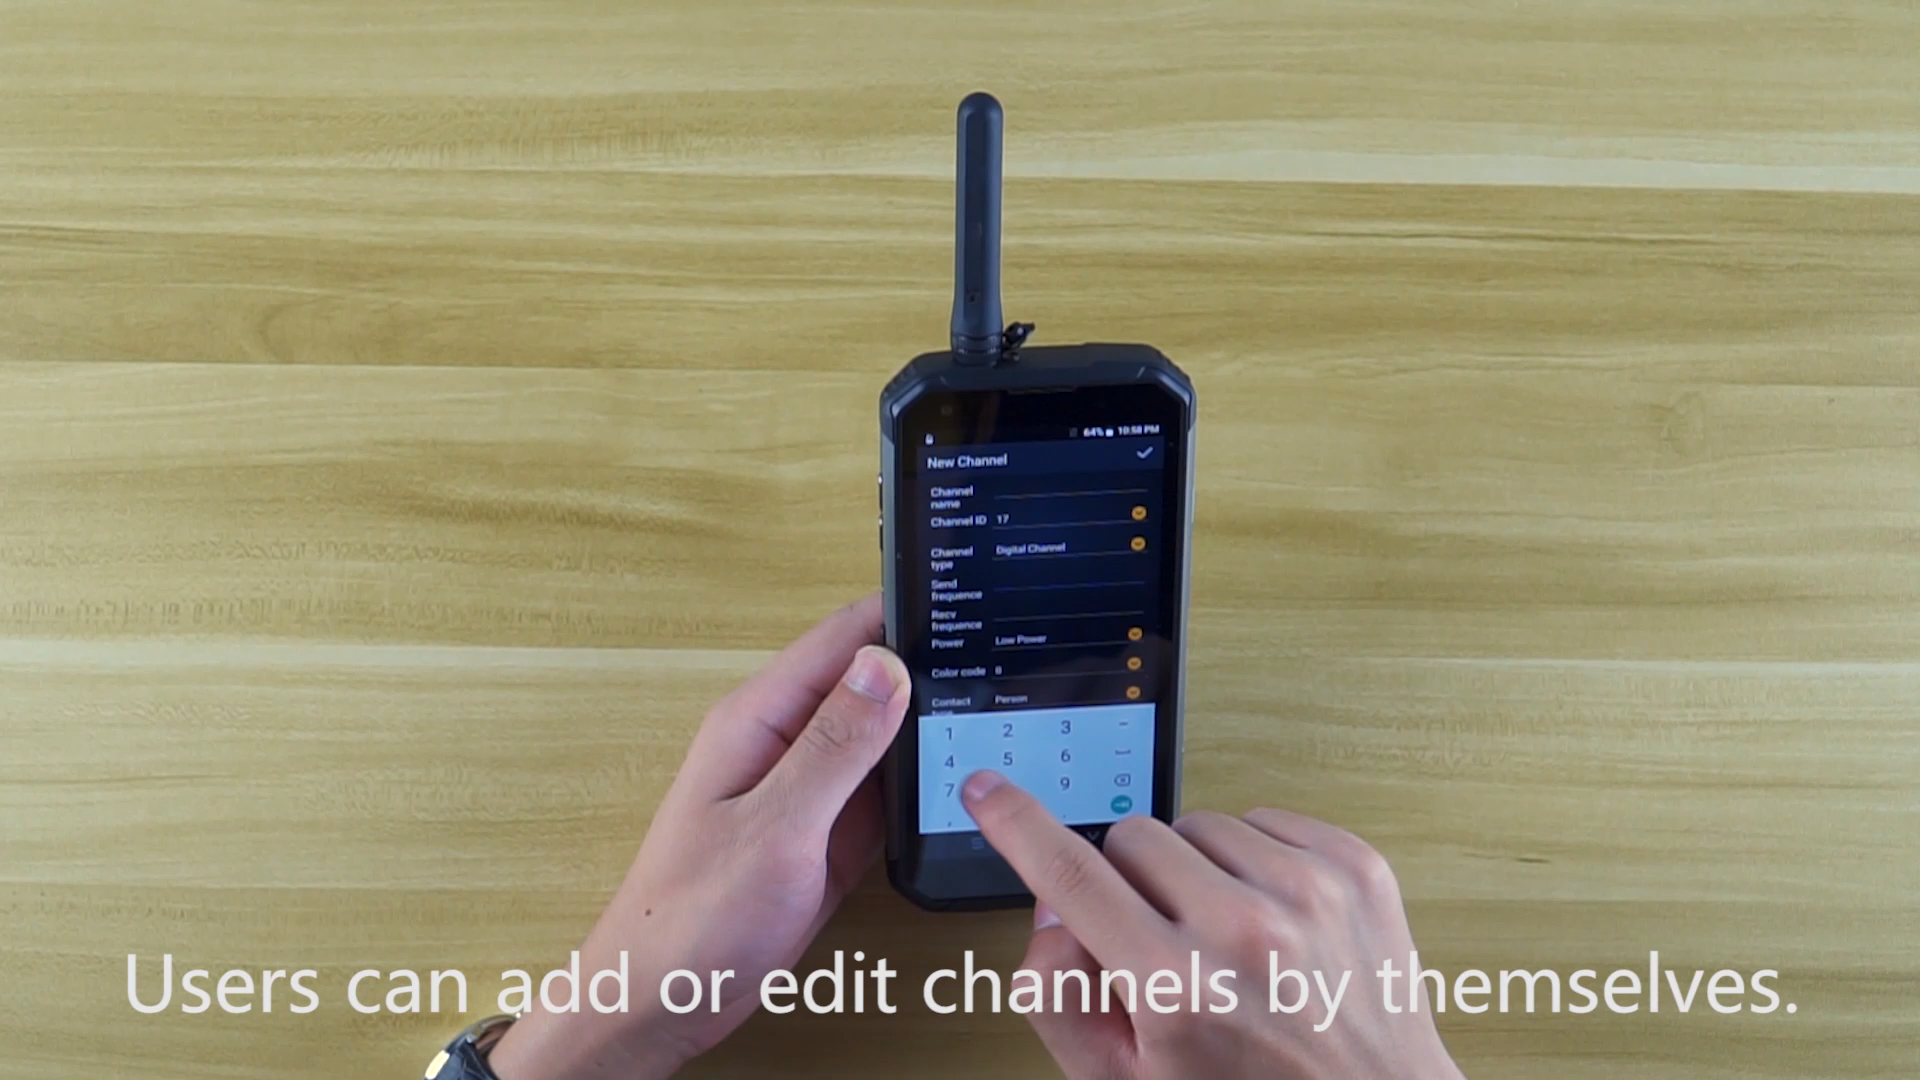 64% 10:58 PM
New Channel
Channel
name
Channel ID 17
Channel
type
Digital Channel
Send
frequence
Recv
frequence
Power Low Power
Color code 0
Contact
Person
1 2 3 -
4 5 6
7 9
, .
Users can add or edit channels by themselves.